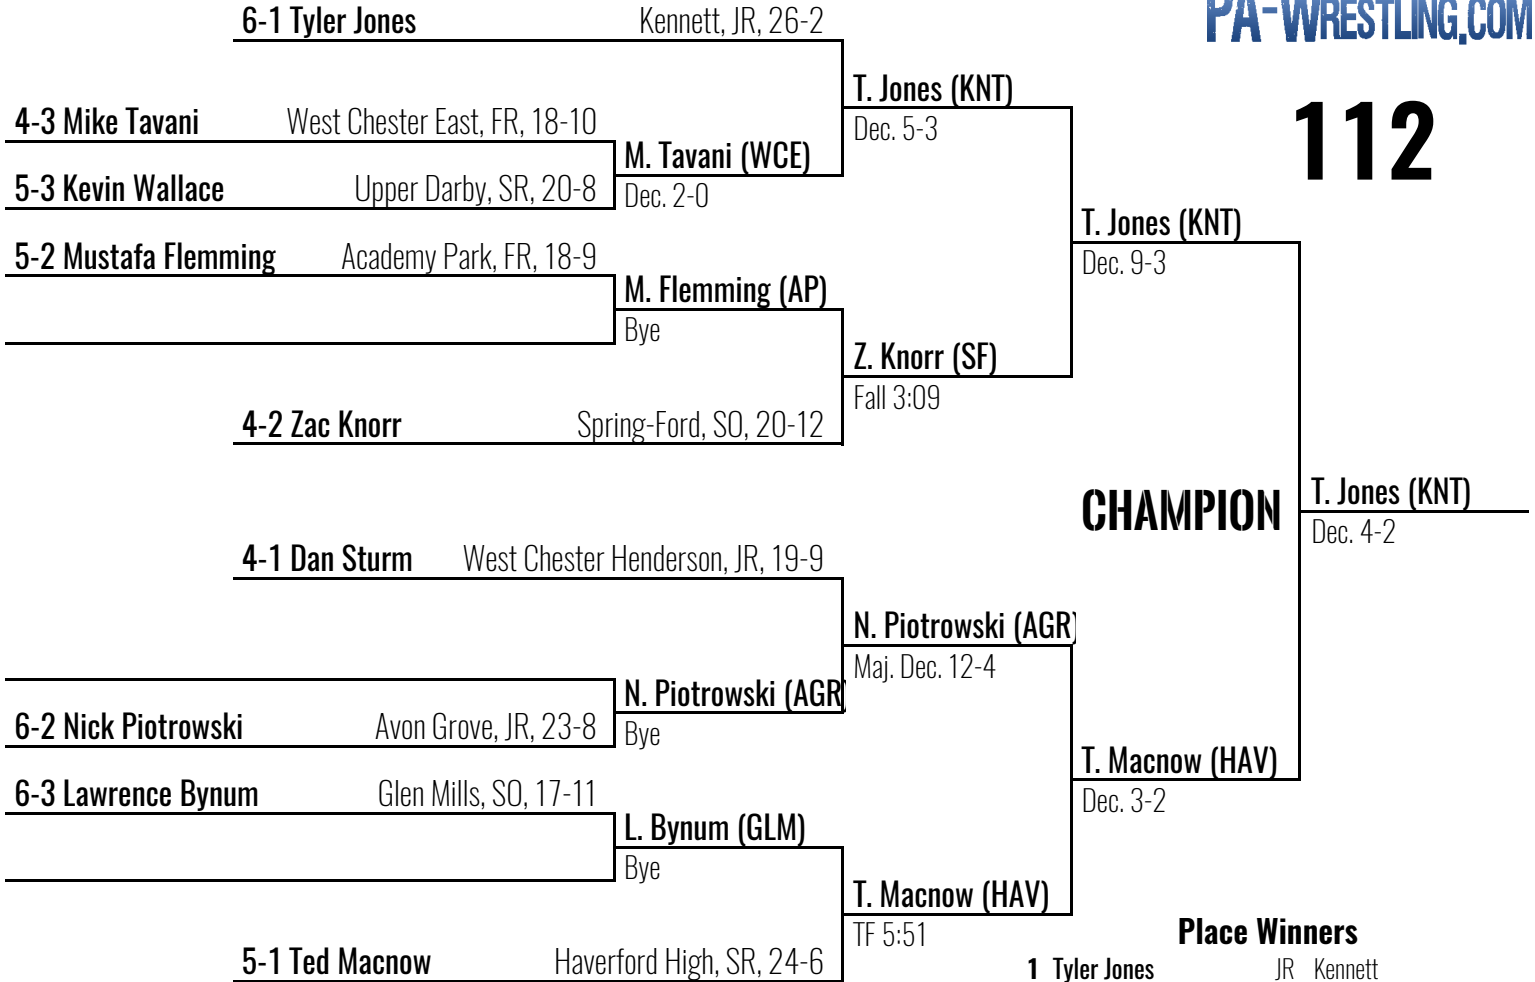 PA-WRESTLING.COM
112
6-1 Tyler Jones Kennett, JR, 26-2
T. Jones (KNT)
Dec. 5-3
4-3 Mike Tavani West Chester East, FR, 18-10
M. Tavani (WCE)
Dec. 2-0
5-3 Kevin Wallace Upper Darby, SR, 20-8
T. Jones (KNT)
Dec. 9-3
5-2 Mustafa Flemming Academy Park, FR, 18-9
M. Flemming (AP)
Bye
Z. Knorr (SF)
Fall 3:09
4-2 Zac Knorr Spring-Ford, SO, 20-12
CHAMPION
T. Jones (KNT)
Dec. 4-2
4-1 Dan Sturm West Chester Henderson, JR, 19-9
N. Piotrowski (AGR)
Maj. Dec. 12-4
N. Piotrowski (AGR)
Bye
6-2 Nick Piotrowski Avon Grove, JR, 23-8
T. Macnow (HAV)
Dec. 3-2
6-3 Lawrence Bynum Glen Mills, SO, 17-11
L. Bynum (GLM)
Bye
T. Macnow (HAV)
TF 5:51
5-1 Ted Macnow Haverford High, SR, 24-6
Place Winners
1 Tyler Jones JR Kennett